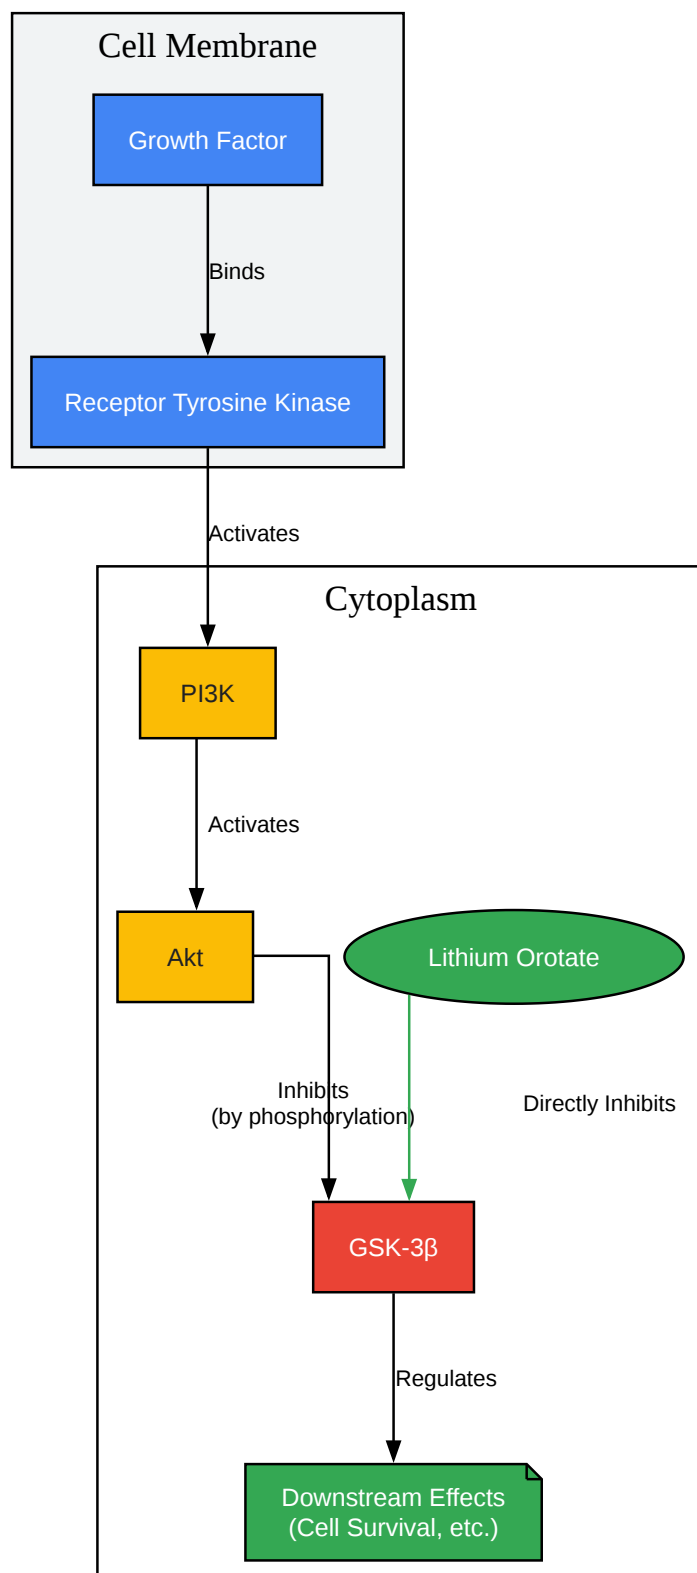 Cell Membrane
Growth Factor
Binds
Receptor Tyrosine Kinase
Activates
Cytoplasm
PI3K
Activates
Akt
Lithium Orotate
Inhibits
(by phosphorylation)
Directly Inhibits
GSK-3β
Regulates
Downstream Effects
(Cell Survival, etc.)